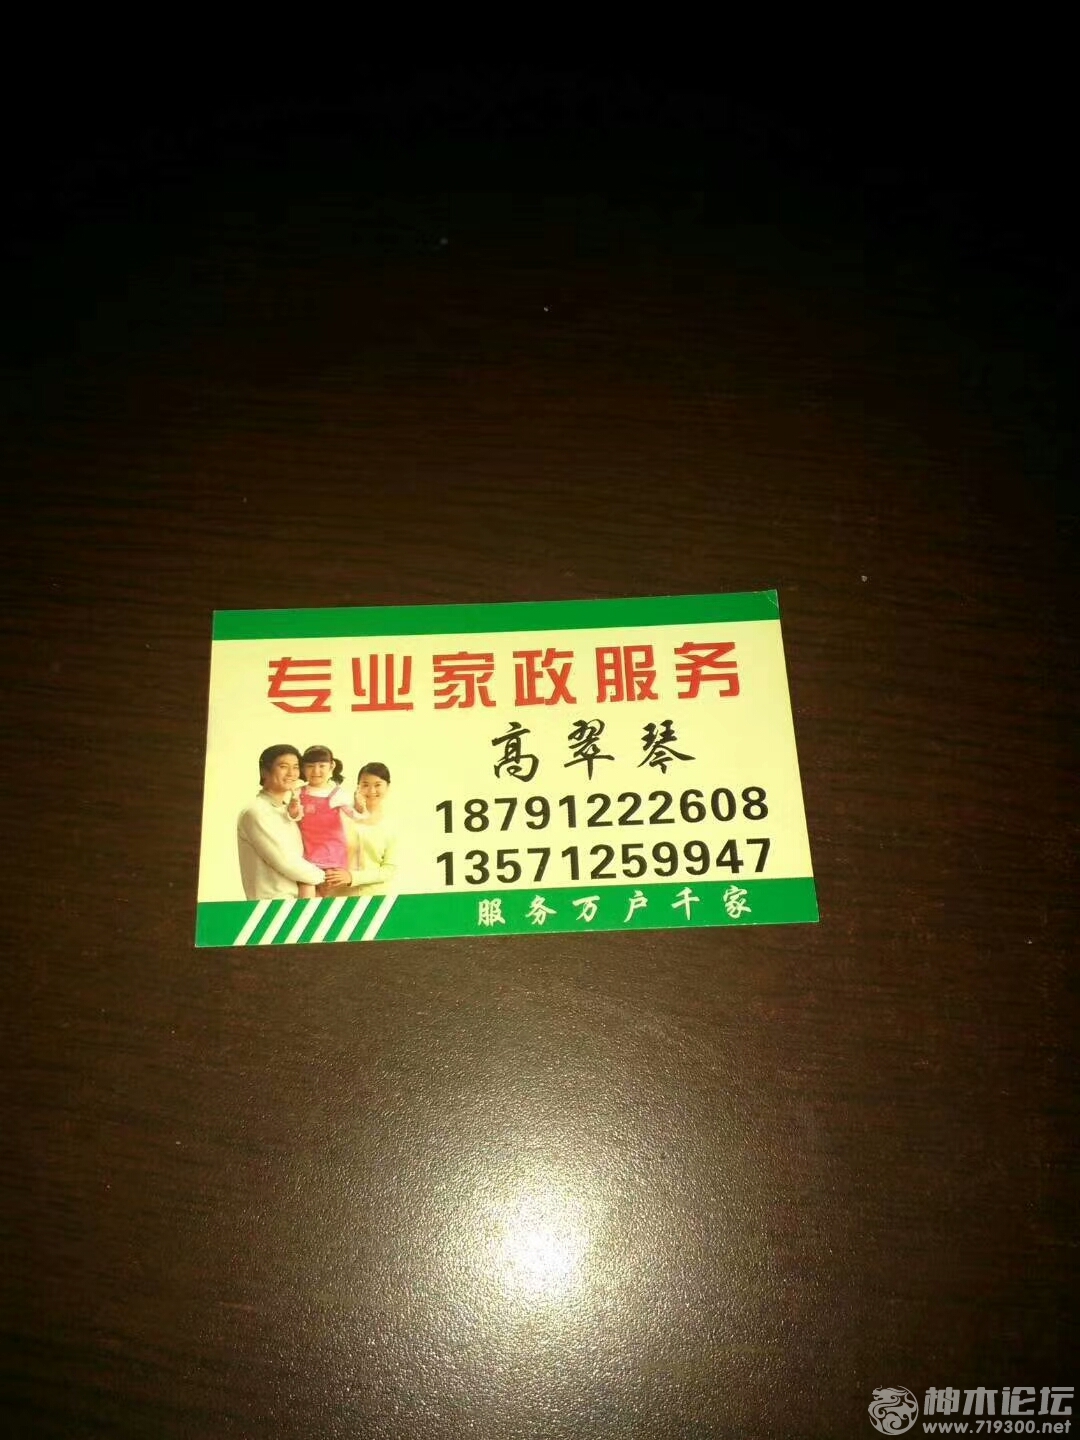 专业家政服务
高翠琴
18791222608
13571259947
服务万户千家
神木论坛
www.719300.net